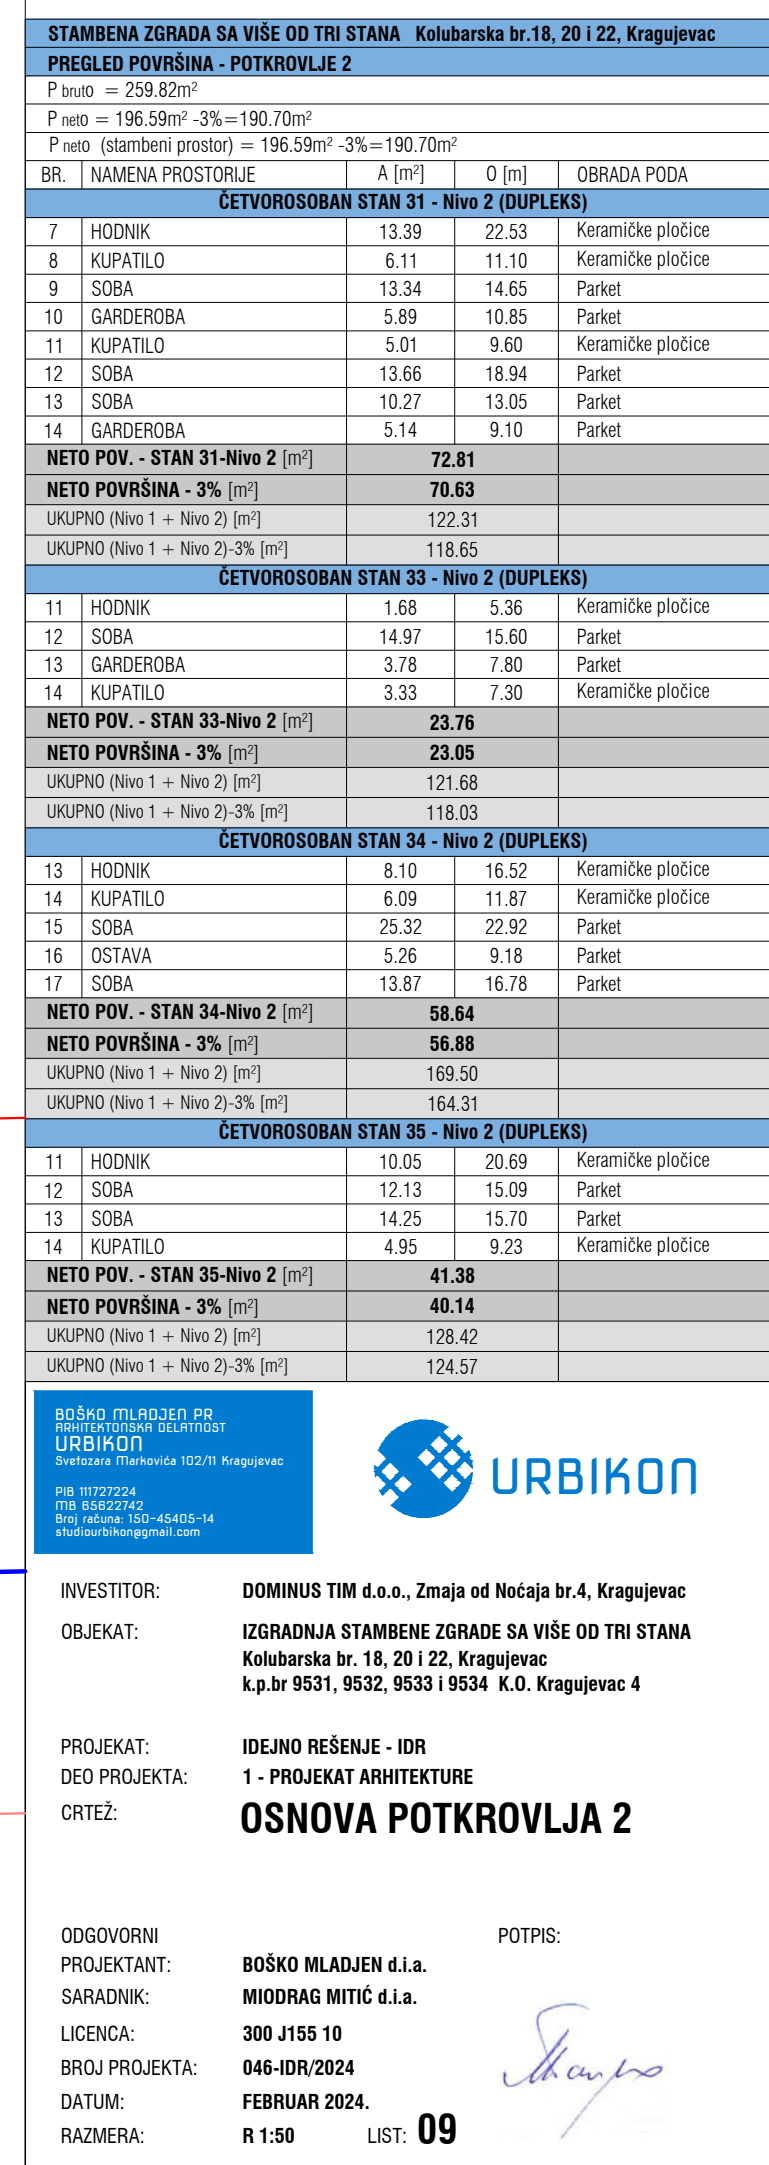 STAMBENA ZGRADA SA VIŠE OD TRI STANA Kolubarska br.18, 20 i 22, Kragujevac
PREGLED POVRŠINA - POTKROVLJE 2
P bruto = 259.82m²
P neto = 196.59m² -3%=190.70m²
P neto (stambeni prostor) = 196.59m² -3%=190.70m²
BR. NAMENA PROSTORIJE A [m²] O [m] OBRADA PODA
ČETVOROSOBAN STAN 31 - Nivo 2 (DUPLEKS)
7 HODNIK 13.39 22.53 Keramičke pločice
8 KUPATILO 6.11 11.10 Keramičke pločice
9 SOBA 13.34 14.65 Parket
10 GARDEROBA 5.89 10.85 Parket
11 KUPATILO 5.01 9.60 Keramičke pločice
12 SOBA 13.66 18.94 Parket
13 SOBA 10.27 13.05 Parket
14 GARDEROBA 5.14 9.10 Parket
NETO POV. - STAN 31-Nivo 2 [m²] 72.81
NETO POVRŠINA - 3% [m²] 70.63
UKUPNO (Nivo 1 + Nivo 2) [m²] 122.31
UKUPNO (Nivo 1 + Nivo 2)-3% [m²] 118.65
ČETVOROSOBAN STAN 33 - Nivo 2 (DUPLEKS)
11 HODNIK 1.68 5.36 Keramičke pločice
12 SOBA 14.97 15.60 Parket
13 GARDEROBA 3.78 7.80 Parket
14 KUPATILO 3.33 7.30 Keramičke pločice
NETO POV. - STAN 33-Nivo 2 [m²] 23.76
NETO POVRŠINA - 3% [m²] 23.05
UKUPNO (Nivo 1 + Nivo 2) [m²] 121.68
UKUPNO (Nivo 1 + Nivo 2)-3% [m²] 118.03
ČETVOROSOBAN STAN 34 - Nivo 2 (DUPLEKS)
13 HODNIK 8.10 16.52 Keramičke pločice
14 KUPATILO 6.09 11.87 Keramičke pločice
15 SOBA 25.32 22.92 Parket
16 OSTAVA 5.26 9.18 Parket
17 SOBA 13.87 16.78 Parket
NETO POV. - STAN 34-Nivo 2 [m²] 58.64
NETO POVRŠINA - 3% [m²] 56.88
UKUPNO (Nivo 1 + Nivo 2) [m²] 169.50
UKUPNO (Nivo 1 + Nivo 2)-3% [m²] 164.31
ČETVOROSOBAN STAN 35 - Nivo 2 (DUPLEKS)
11 HODNIK 10.05 20.69 Keramičke pločice
12 SOBA 12.13 15.09 Parket
13 SOBA 14.25 15.70 Parket
14 KUPATILO 4.95 9.23 Keramičke pločice
NETO POV. - STAN 35-Nivo 2 [m²] 41.38
NETO POVRŠINA - 3% [m²] 40.14
UKUPNO (Nivo 1 + Nivo 2) [m²] 128.42
UKUPNO (Nivo 1 + Nivo 2)-3% [m²] 124.57
BOŠKO MLADJEN PR
ARHITEKTONSKA DELATNOST
URBIKON
Svetozara Markovića 102/11 Kragujevac
PIB 111727224
MB 65622742
Broj računa: 150-45405-14
studiourbikon@gmail.com
URBIKON
INVESTITOR: DOMINUS TIM d.o.o., Zmaja od Noćaja br.4, Kragujevac
OBJEKAT: IZGRADNJA STAMBENE ZGRADE SA VIŠE OD TRI STANA
Kolubarska br. 18, 20 i 22, Kragujevac
k.p.br 9531, 9532, 9533 i 9534 K.O. Kragujevac 4
PROJEKAT: IDEJNO REŠENJE - IDR
DEO PROJEKTA: 1 - PROJEKAT ARHITEKTURE
CRTEŽ: OSNOVA POTKROVLJA 2
ODGOVORNI POTPIS:
PROJEKTANT: BOŠKO MLADJEN d.i.a.
SARADNIK: MIODRAG MITIĆ d.i.a.
LICENCA: 300 J155 10
BROJ PROJEKTA: 046-IDR/2024
DATUM: FEBRUAR 2024.
RAZMERA: R 1:50 LIST: 09